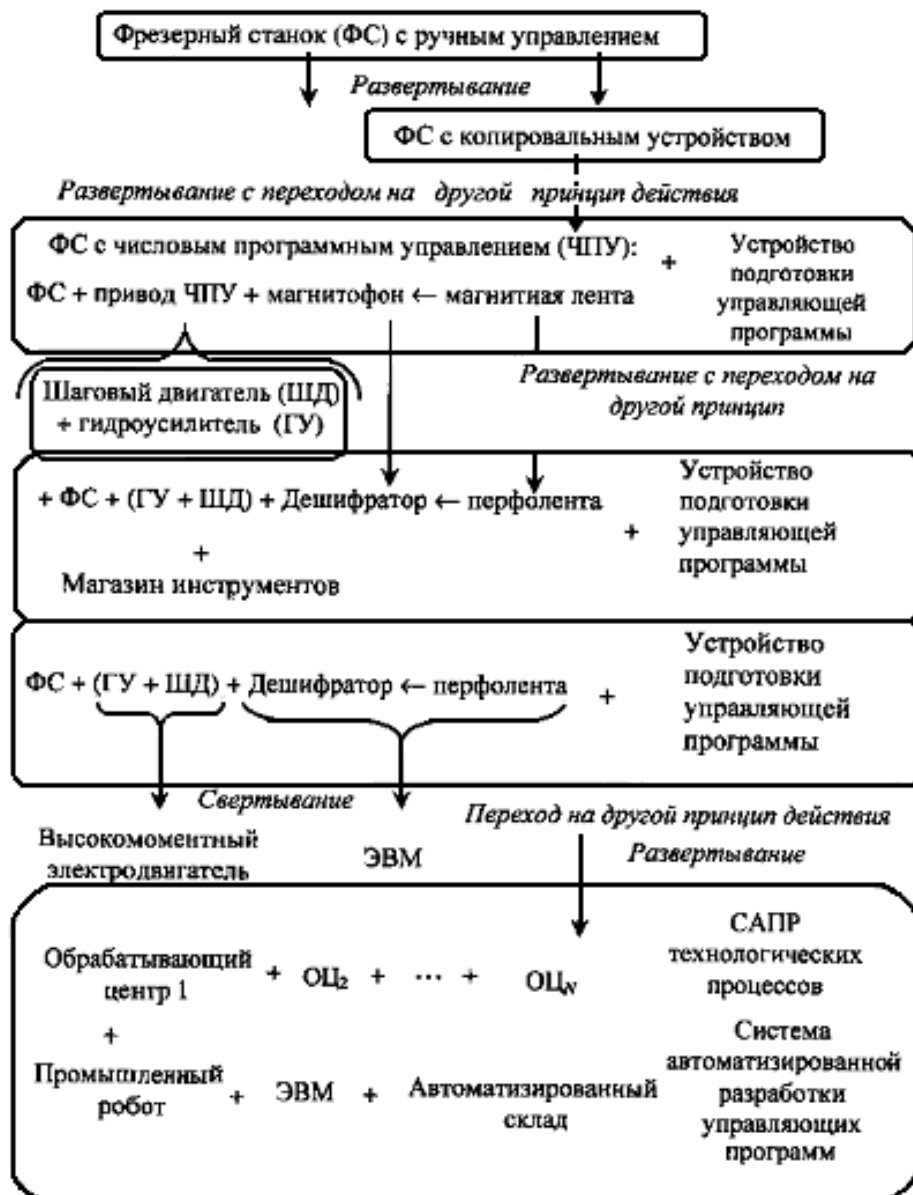 Фрезерный станок (ФС) с ручным управлением
Развертывание
ФС с копировальным устройством
Развертывание с переходом на другой принцип действия
ФС с числовым программным управлением (ЧПУ):
ФС + привод ЧПУ + магнитофон ← магнитная лента
+
Устройство
подготовки
управляющей
программы
Шаговый двигатель (ШД)
+ гидроусилитель (ГУ)
Развертывание с переходом на
другой принцип
+ ФС + (ГУ + ШД) + Дешифратор ← перфолента
+
Магазин инструментов
+
Устройство
подготовки
управляющей
программы
ФС + (ГУ + ШД) + Дешифратор ← перфолента
+
Устройство
подготовки
управляющей
программы
Свертывание
Переход на другой принцип действия
Развертывание
Высокомоментный
электродвигатель
ЭВМ
Обрабатывающий
центр 1
+ ОЦ₂ + ... + ОЦN
САПР
технологических
процессов
+
Промышленный
робот
+ ЭВМ +
Автоматизированный
склад
Система
автоматизированной
разработки
управляющих
программ